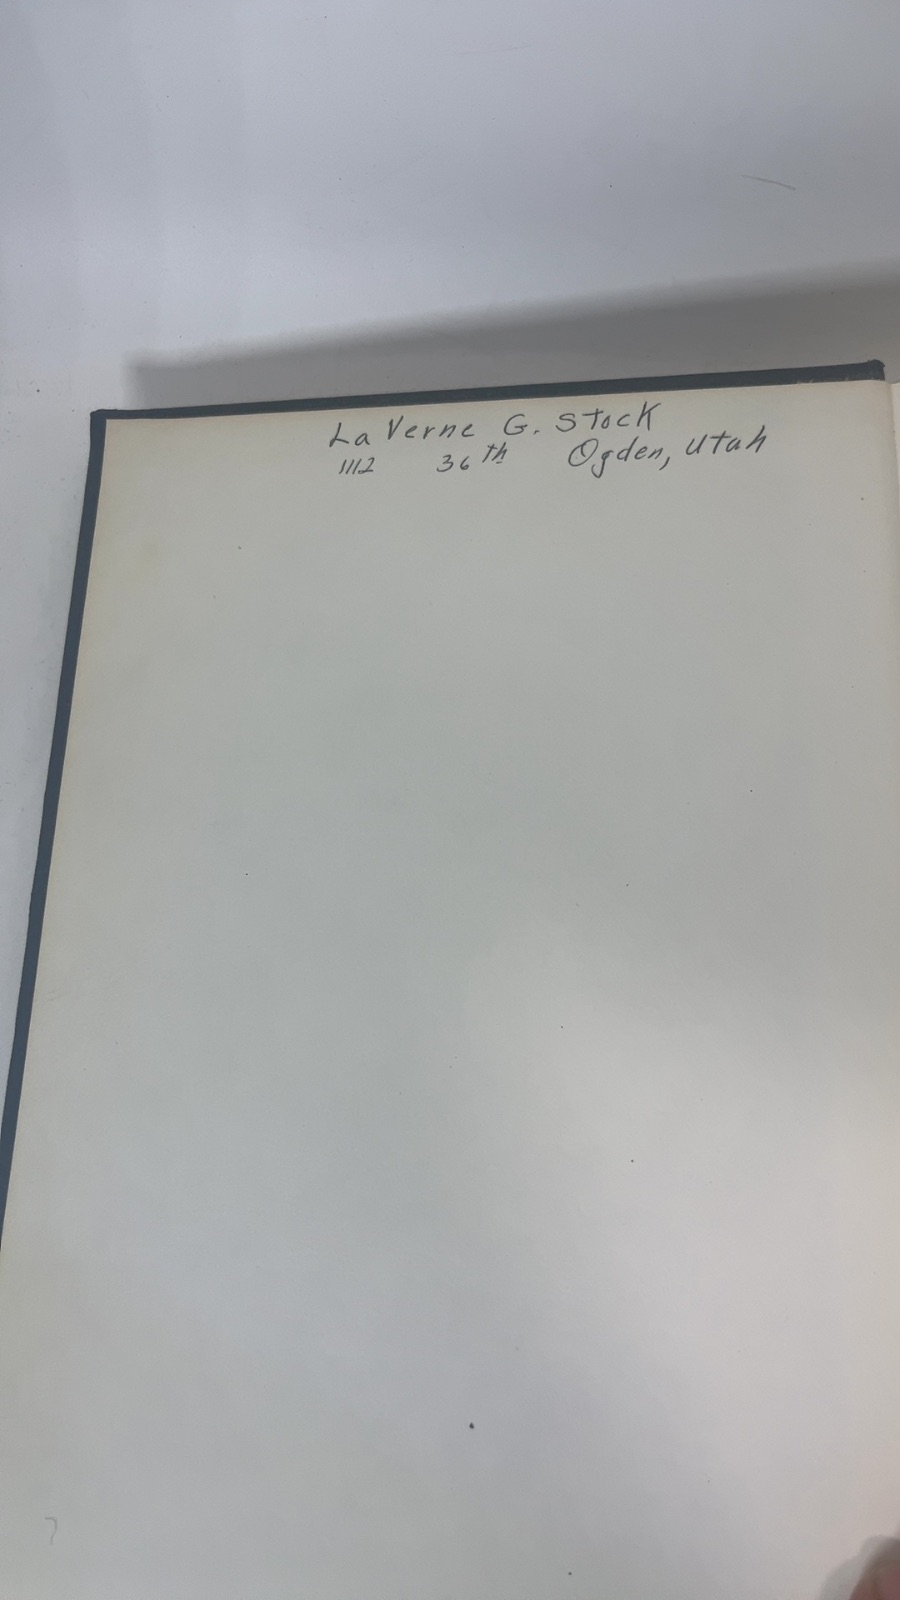 La Verne G. Stock
1112 36th Ogden, Utah